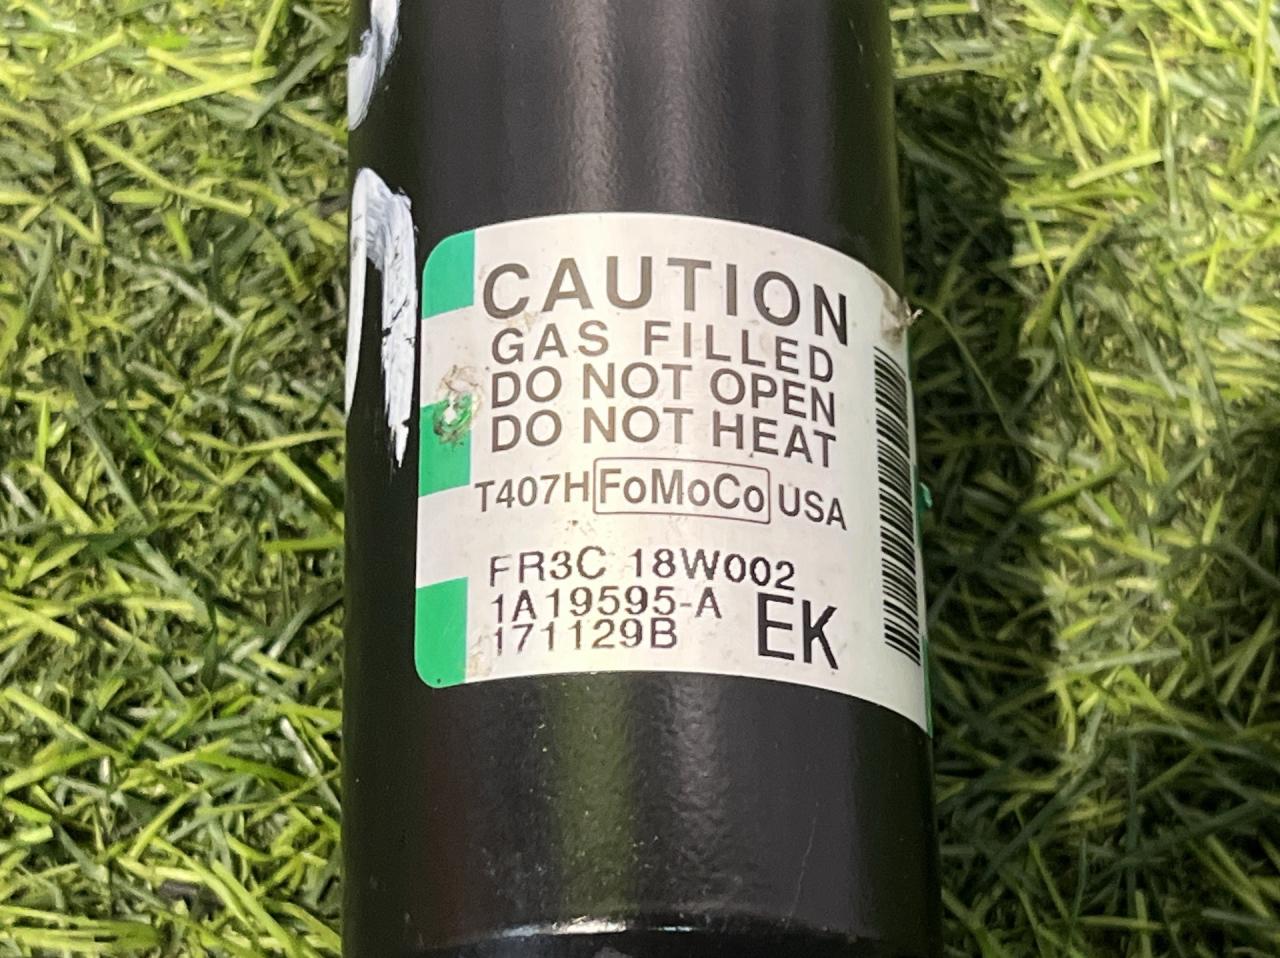 CAUTION
GAS FILLED
DO NOT OPEN
DO NOT HEAT
T407H FoMoCo USA
FR3C 18W002
1A19595-A
171129B EK